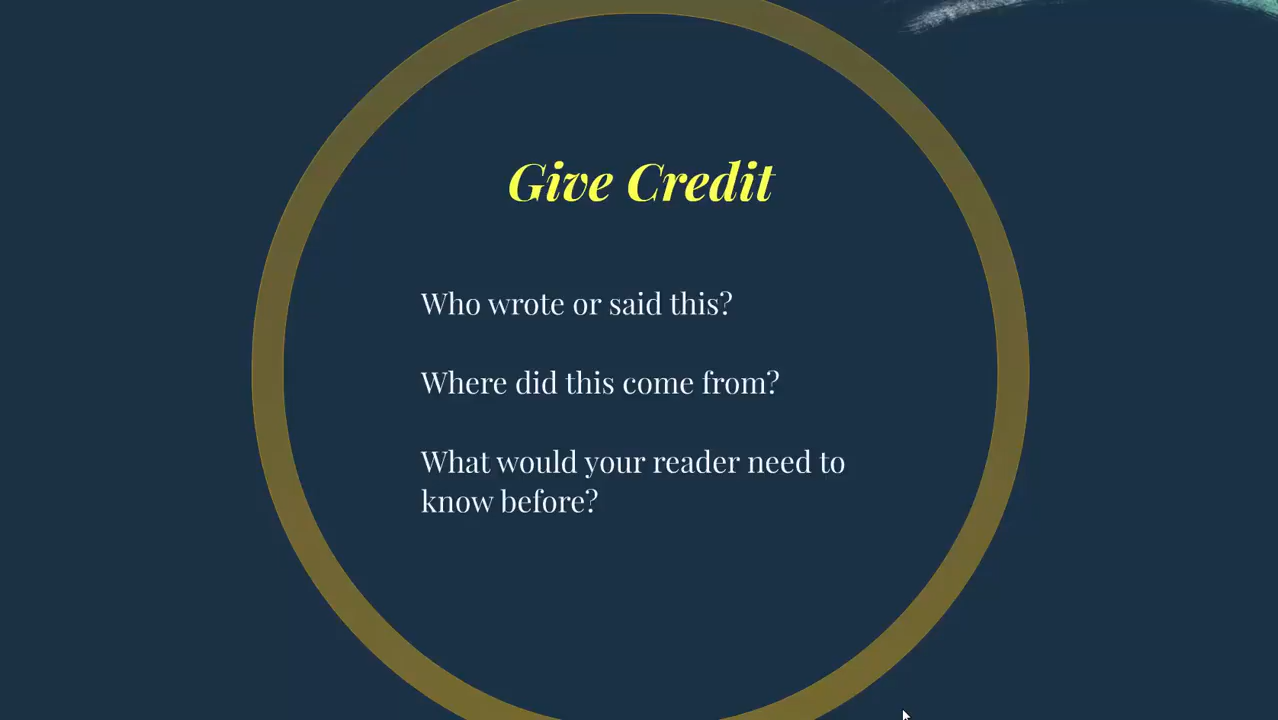 Give Credit
Who wrote or said this?
Where did this come from?
What would your reader need to
know before?